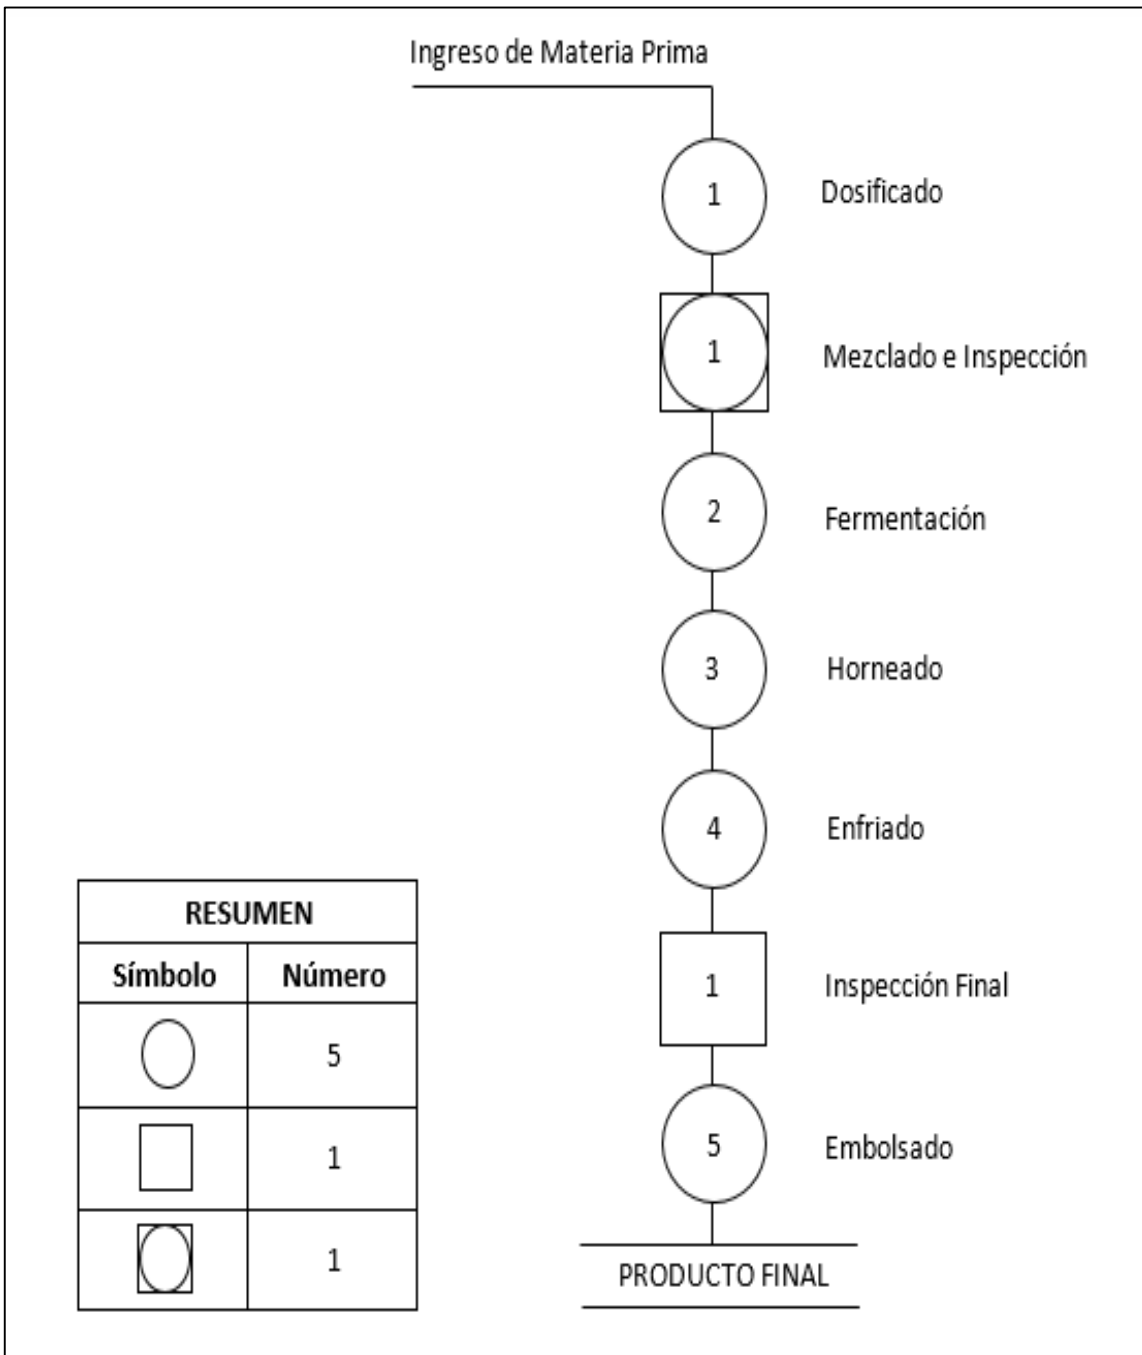 Ingreso de Materia Prima
1 Dosificado
1 Mezclado e Inspección
2 Fermentación
3 Horneado
4 Enfriado
1 Inspección Final
5 Embolsado
PRODUCTO FINAL
RESUMEN
Símbolo Número
5
1
1